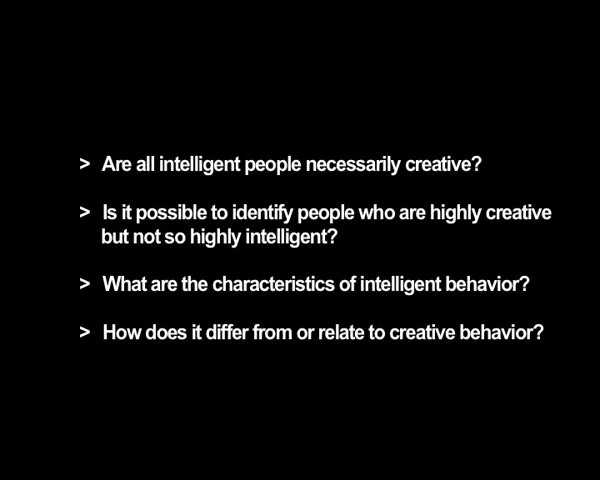 > Are all intelligent people necessarily creative?
> Is it possible to identify people who are highly creative
but not so highly intelligent?
> What are the characteristics of intelligent behavior?
> How does it differ from or relate to creative behavior?